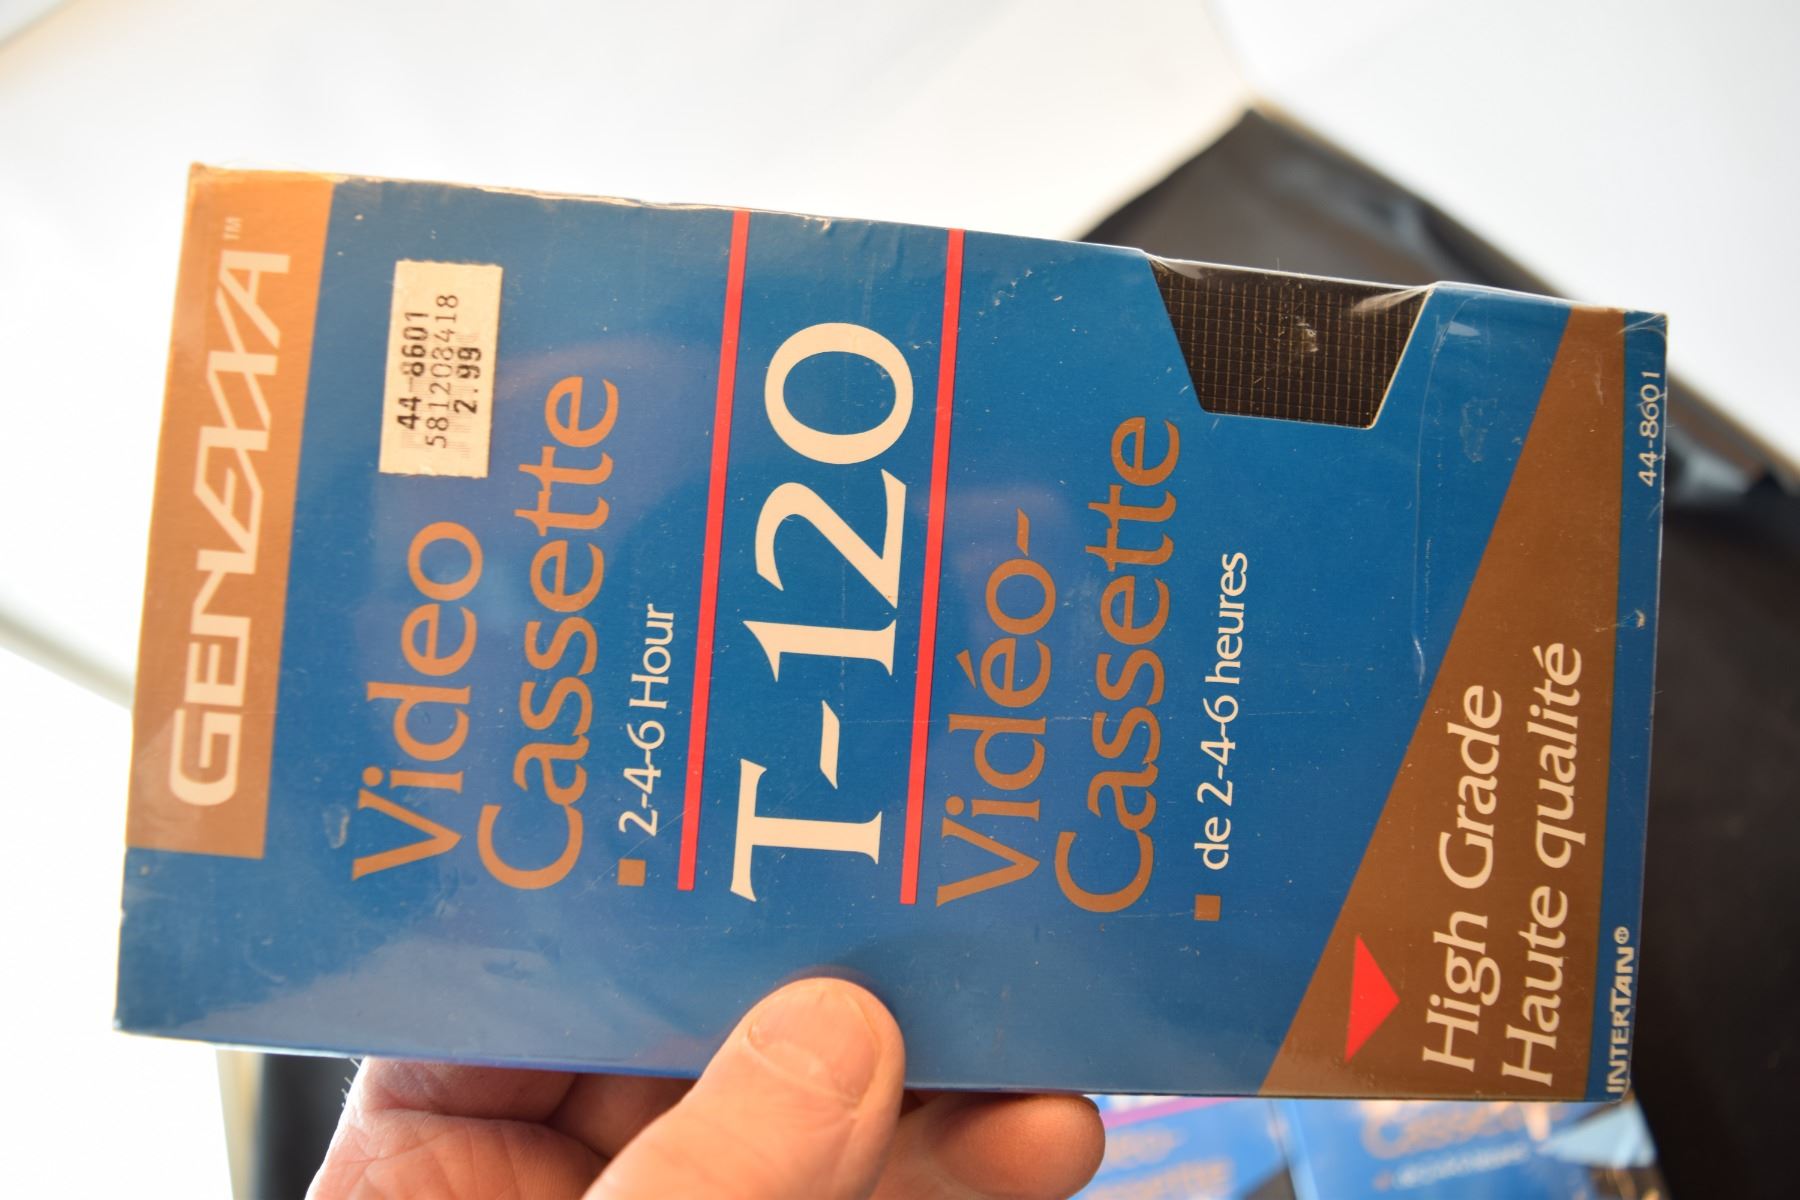 GENEXXA™
44-8601
581208418
2.99
Video
Cassette
2-4-6 Hour
T-120
Vidéo-
Cassette
de 2-4-6 heures
High Grade
Haute qualité
INTERTAN®
44-8601